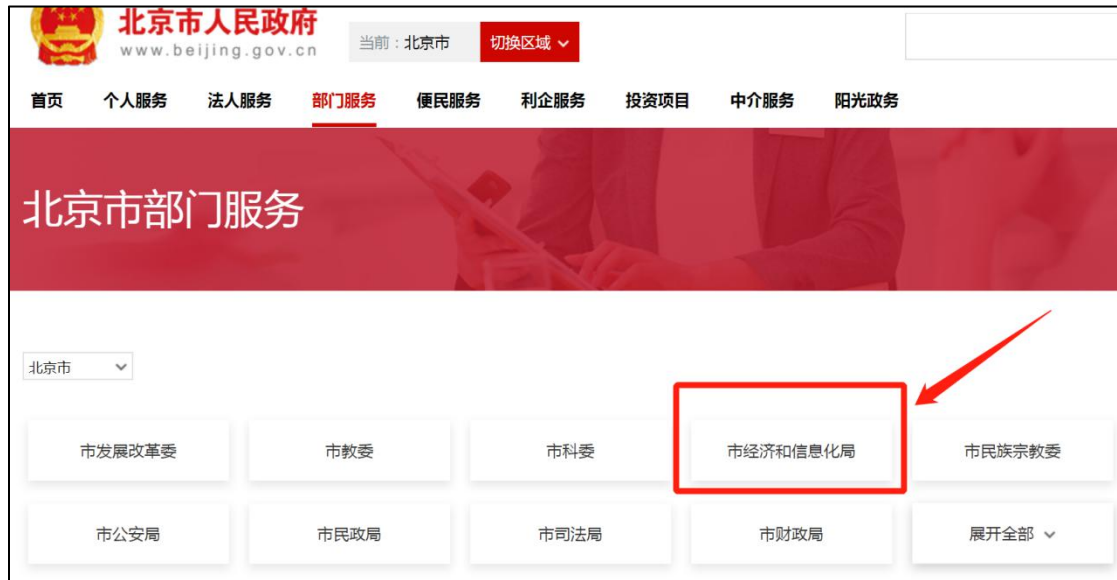 北京市人民政府
www.beijing.gov.cn
当前：北京市 切换区域
首页 个人服务 法人服务 部门服务 便民服务 利企服务 投资项目 中介服务 阳光政务
北京市部门服务
北京市
市发展改革委 市教委 市科委 市经济和信息化局 市民族宗教委
市公安局 市民政局 市司法局 市财政局 展开全部